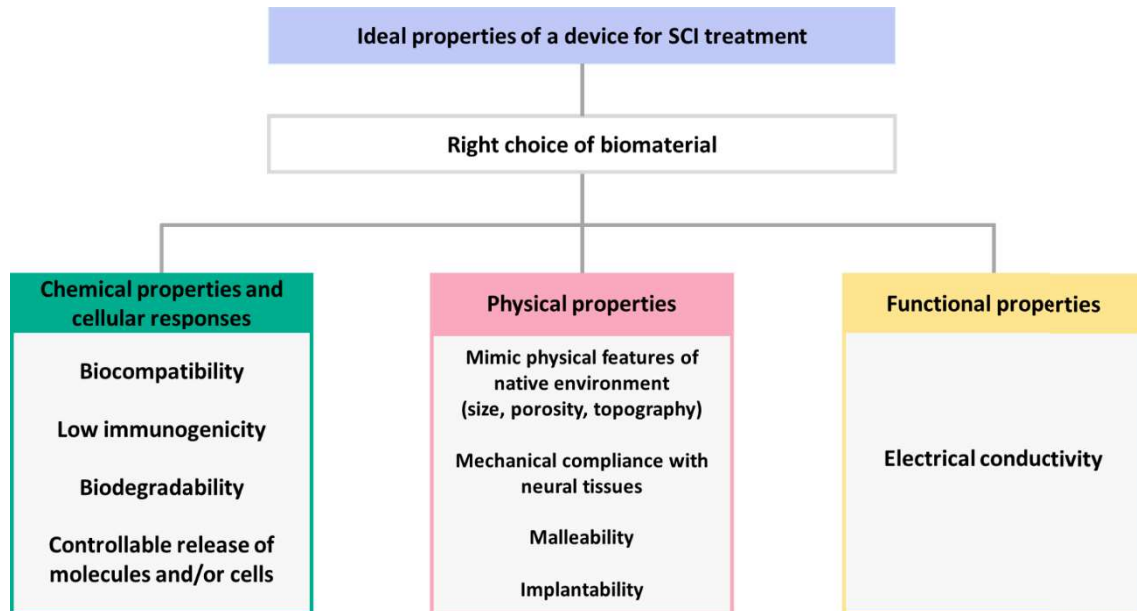 Ideal properties of a device for SCI treatment
Right choice of biomaterial
Chemical properties and
cellular responses
Biocompatibility
Low immunogenicity
Biodegradability
Controllable release of
molecules and/or cells
Physical properties
Mimic physical features of
native environment
(size, porosity, topography)
Mechanical compliance with
neural tissues
Malleability
Implantability
Functional properties
Electrical conductivity